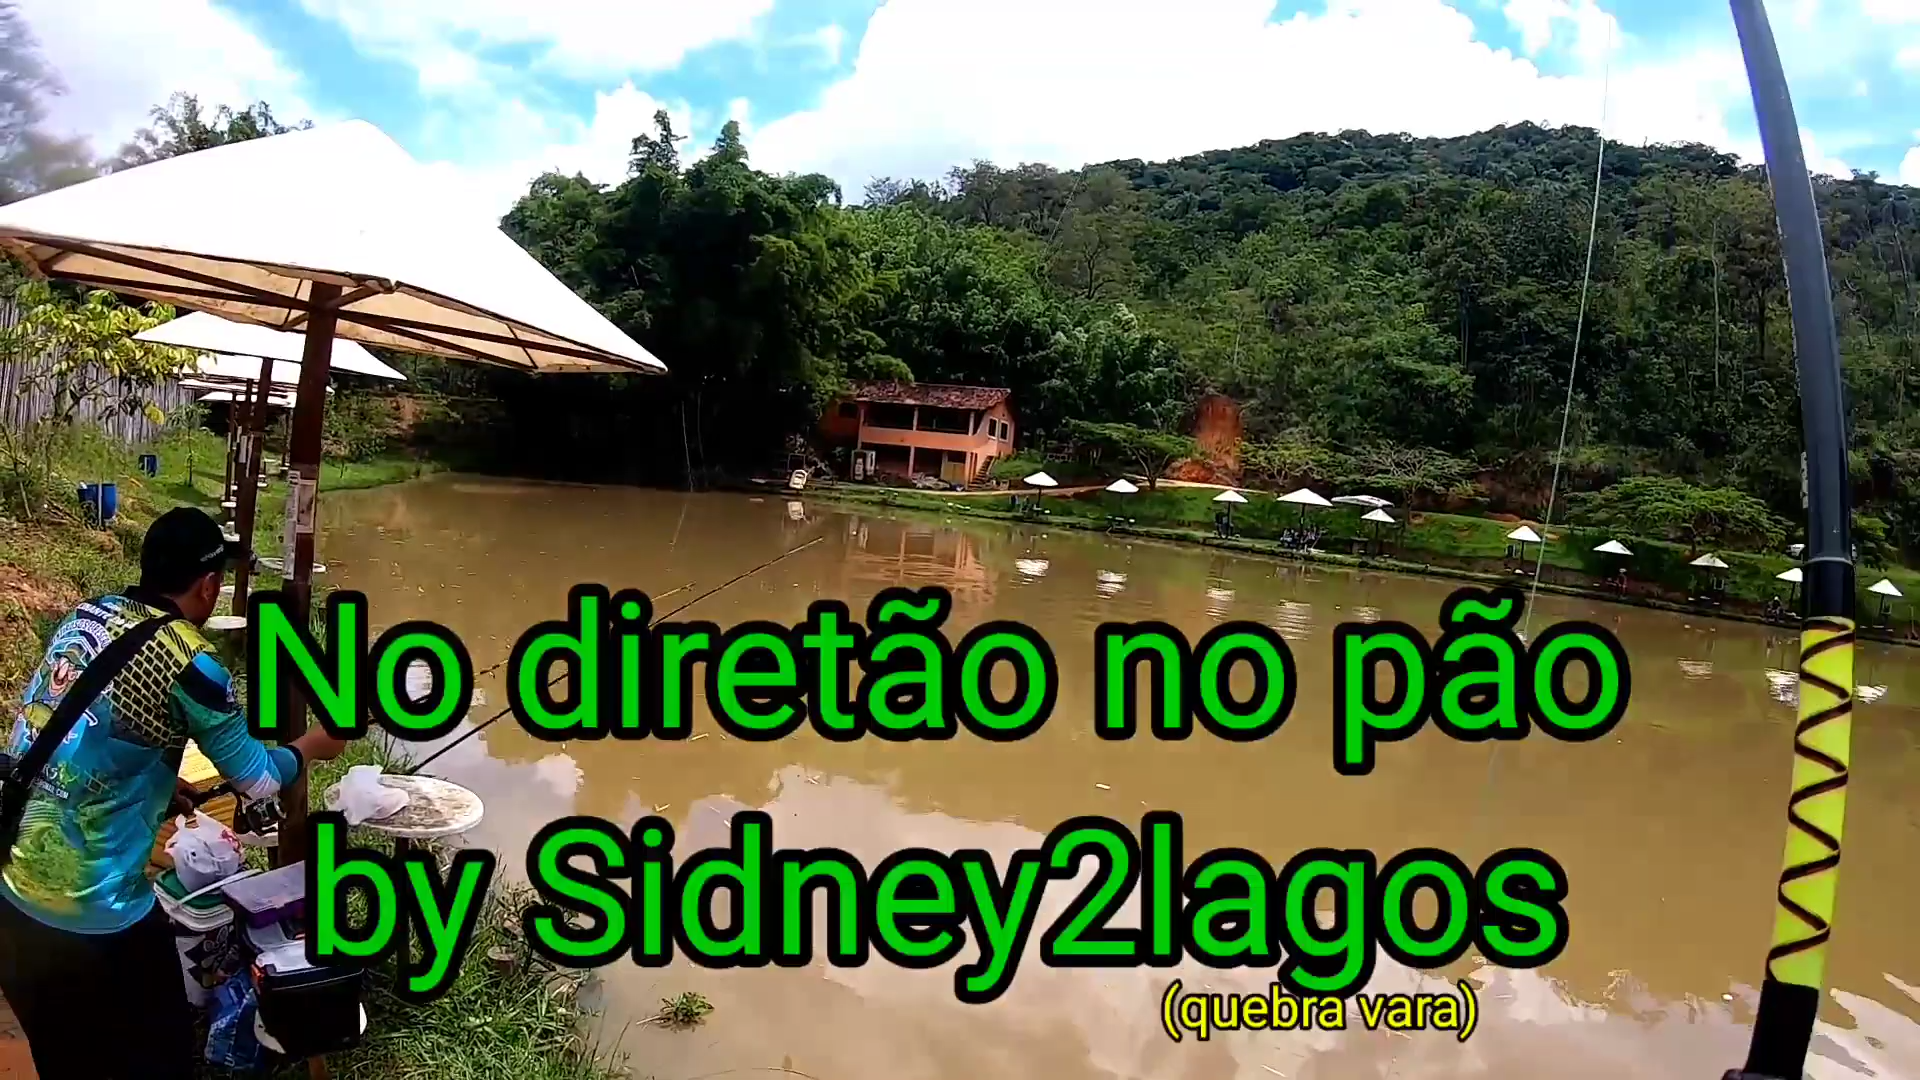 No diretão no pão
by Sidney2lagos
(quebra vara)